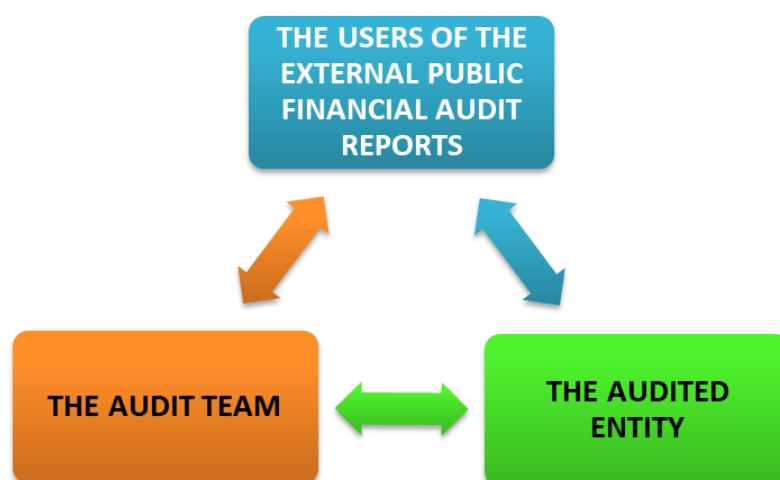 THE USERS OF THE
EXTERNAL PUBLIC
FINANCIAL AUDIT
REPORTS
THE AUDIT TEAM
THE AUDITED
ENTITY